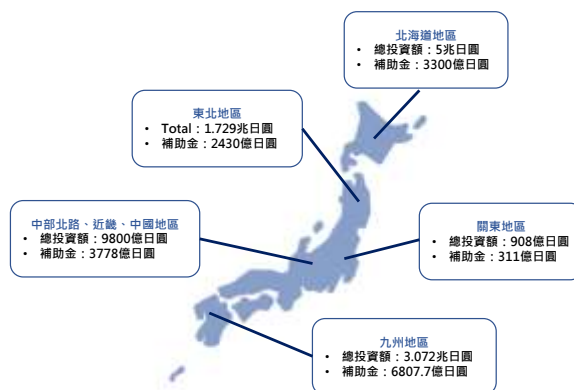 北海道地區
• 總投資額：5兆日圓
• 補助金：3300億日圓
東北地區
• Total：1.729兆日圓
• 補助金：2430億日圓
中部北路、近畿、中國地區
• 總投資額：9800億日圓
• 補助金：3778億日圓
關東地區
• 總投資額：908億日圓
• 補助金：311億日圓
九州地區
• 總投資額：3.072兆日圓
• 補助金：6807.7億日圓